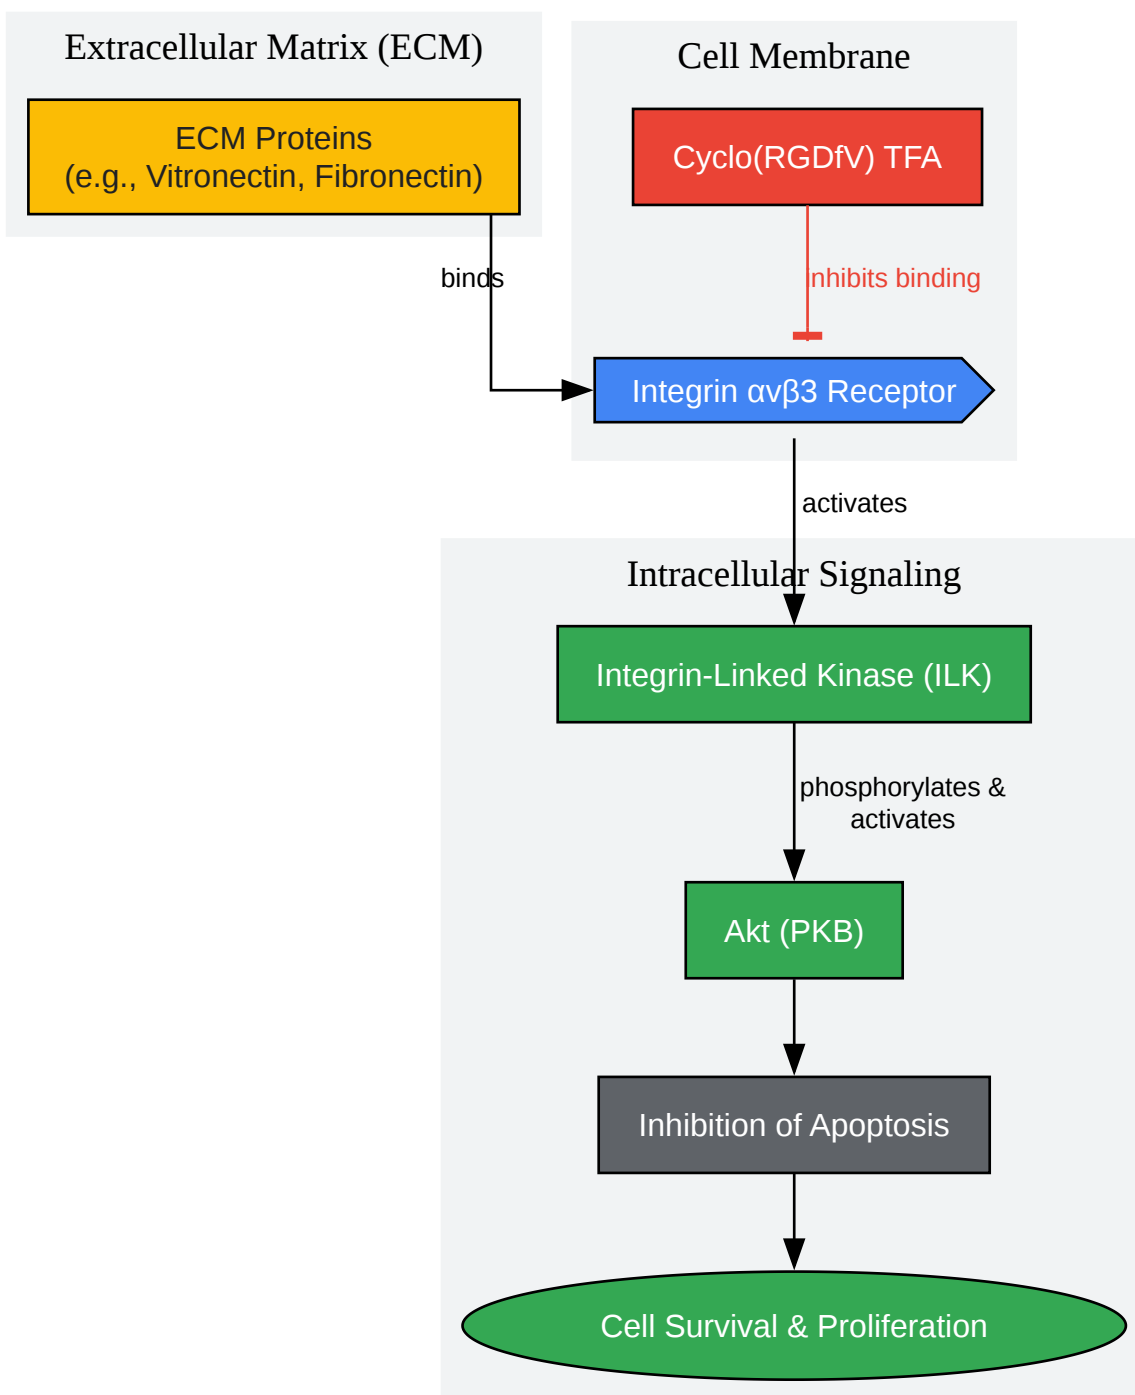 Extracellular Matrix (ECM)
ECM Proteins
(e.g., Vitronectin, Fibronectin)
Cell Membrane
Cyclo(RGDfV) TFA
binds
inhibits binding
Integrin αvβ3 Receptor
activates
Intracellular Signaling
Integrin-Linked Kinase (ILK)
phosphorylates &
activates
Akt (PKB)
Inhibition of Apoptosis
Cell Survival & Proliferation